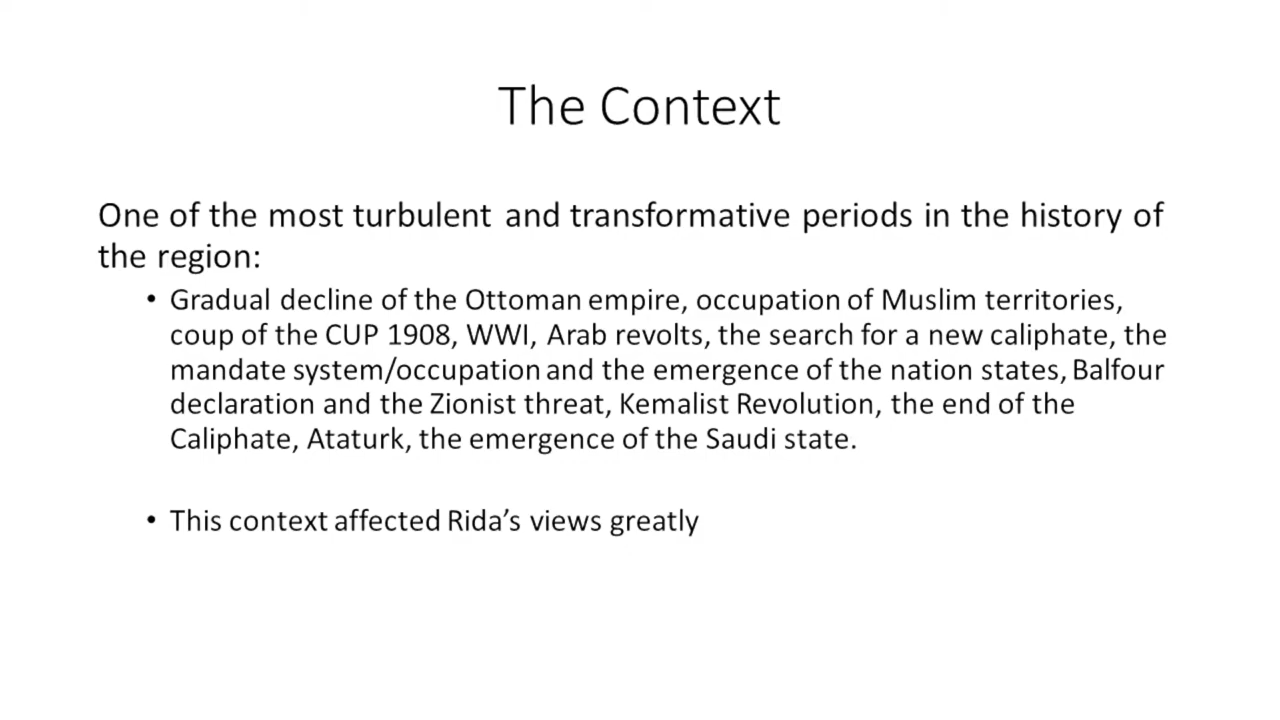 The Context
One of the most turbulent and transformative periods in the history of
the region:
• Gradual decline of the Ottoman empire, occupation of Muslim territories,
coup of the CUP 1908, WWI, Arab revolts, the search for a new caliphate, the
mandate system/occupation and the emergence of the nation states, Balfour
declaration and the Zionist threat, Kemalist Revolution, the end of the
Caliphate, Ataturk, the emergence of the Saudi state.
• This context affected Rida’s views greatly